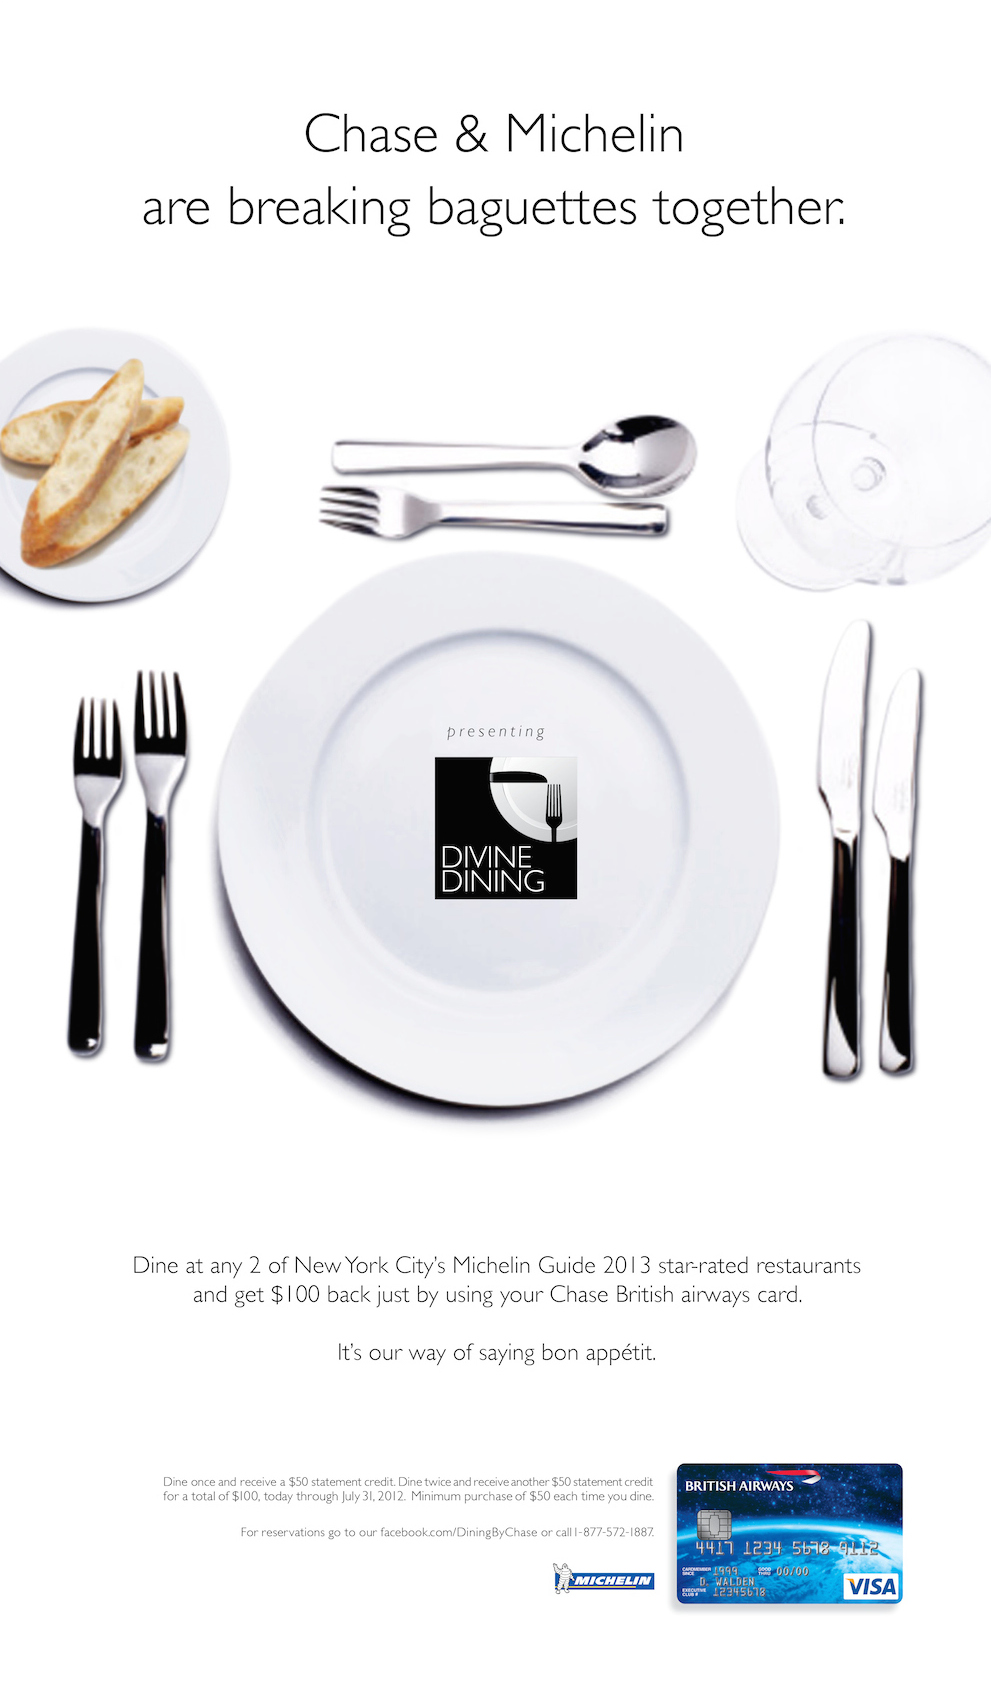 Chase & Michelin
are breaking baguettes together.
presenting
DIVINE
DINING
Dine at any 2 of New York City's Michelin Guide 2013 star-rated restaurants
and get $100 back just by using your Chase British airways card.
It's our way of saying bon appétit.
Dine once and receive a $50 statement credit. Dine twice and receive another $50 statement credit
for a total of $100, today through July 31, 2012. Minimum purchase of $50 each time you dine.
For reservations go to our facebook.com/DiningByChase or call 1-877-572-1887.
MICHELIN
BRITISH AIRWAYS
4417 1234 5678 9112
CARDMEMBER SINCE 1999 GOOD THRU 00/00
D. WALDEN
EXECUTIVE CLUB # 12345678
VISA